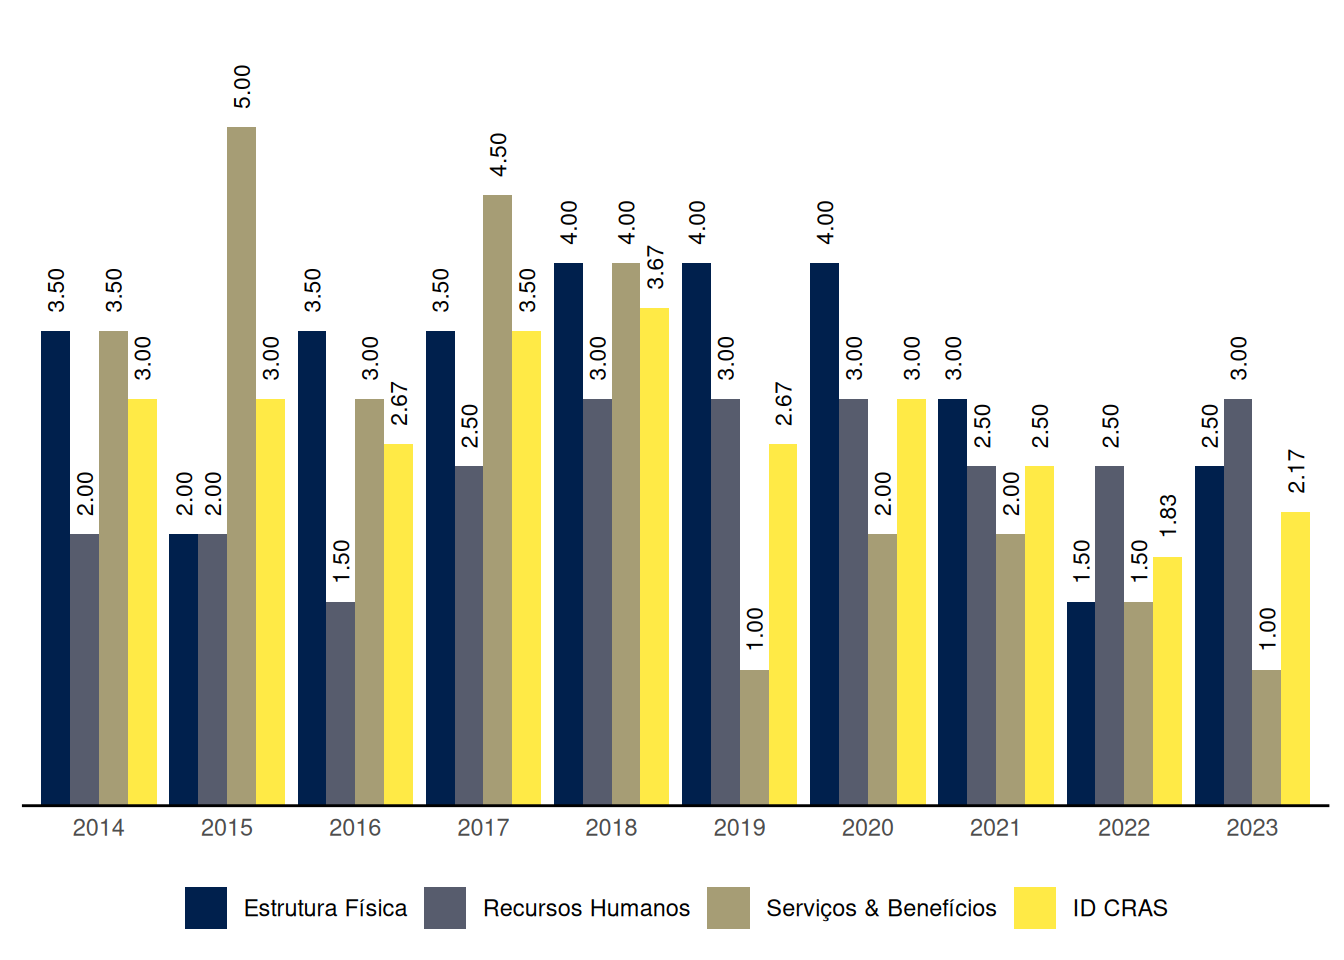 3.50 2.00 3.50 3.00
2.00 2.00 5.00 3.00
3.50 1.50 3.00 2.67
3.50 2.50 4.50 3.50
4.00 3.00 4.00 3.67
4.00 3.00 1.00 2.67
4.00 3.00 2.00 3.00
3.00 2.50 2.00 2.50
1.50 2.50 1.50 1.83
2.50 3.00 1.00 2.17
2014 2015 2016 2017 2018 2019 2020 2021 2022 2023
Estrutura Física Recursos Humanos Serviços & Benefícios ID CRAS